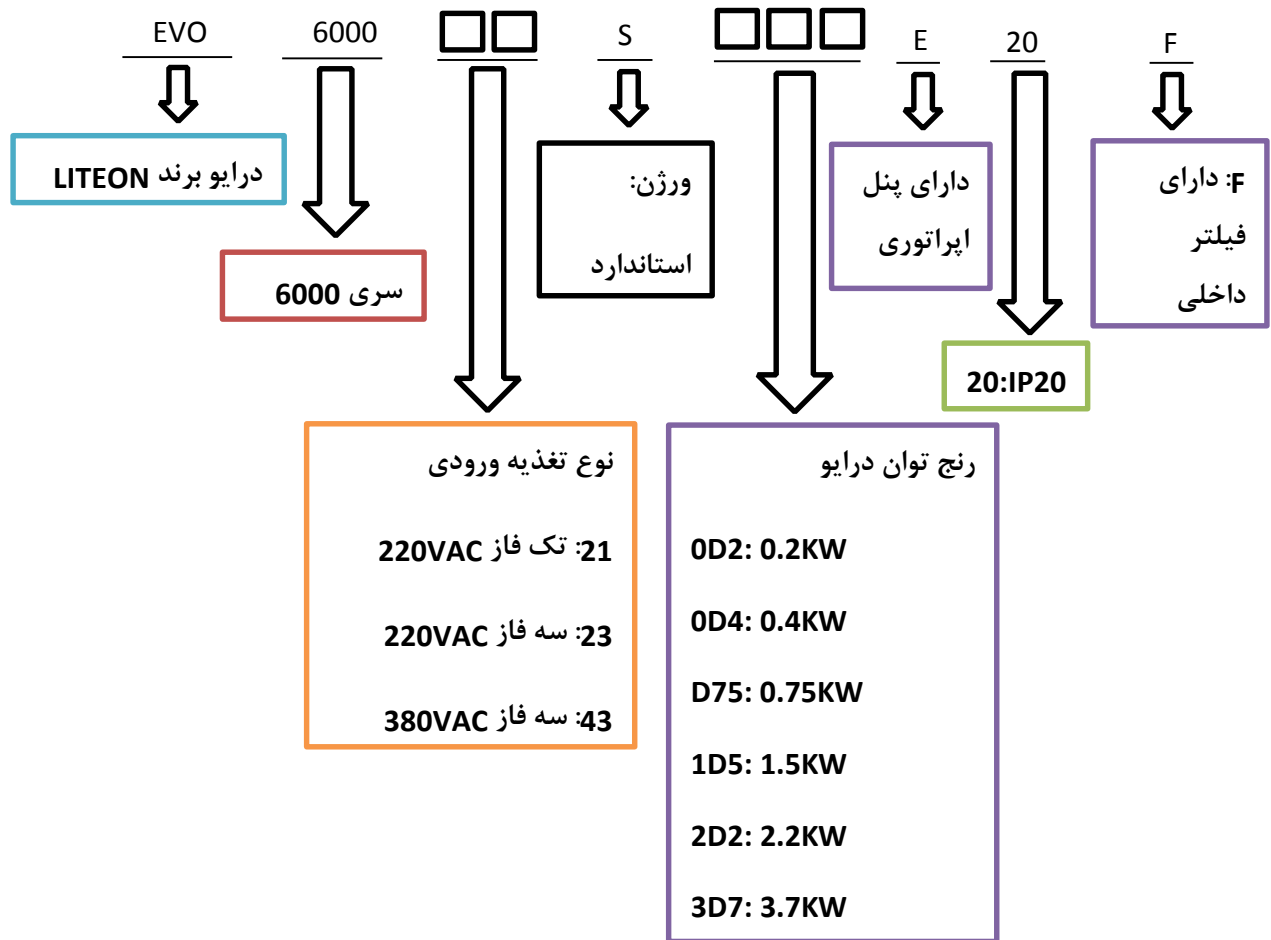 EVO 6000 S E 20 F
درایو برند LITEON
سری 6000
ورژن:
استاندارد
دارای پنل
اپراتوری
F: دارای
فیلتر
داخلی
20:IP20
نوع تغذیه ورودی
21: تک فاز 220VAC
23: سه فاز 220VAC
43: سه فاز 380VAC
رنج توان درایو
0D2: 0.2KW
0D4: 0.4KW
D75: 0.75KW
1D5: 1.5KW
2D2: 2.2KW
3D7: 3.7KW